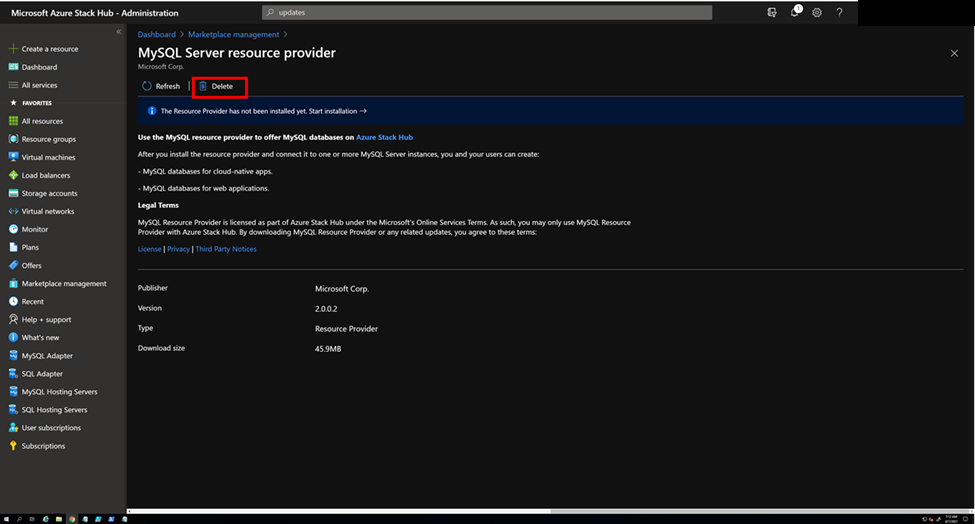 Microsoft Azure Stack Hub - Administration
updates
1
?
Dashboard > Marketplace management >
«
MySQL Server resource provider
Microsoft Corp.
Refresh | Delete
The Resource Provider has not been installed yet. Start installation →
Create a resource
Dashboard
All services
FAVORITES
All resources
Resource groups
Virtual machines
Load balancers
Storage accounts
Virtual networks
Monitor
Plans
Offers
Marketplace management
Recent
Help + support
What's new
MySQL Adapter
SQL Adapter
MySQL Hosting Servers
SQL Hosting Servers
User subscriptions
Subscriptions
Use the MySQL resource provider to offer MySQL databases on Azure Stack Hub
After you install the resource provider and connect it to one or more MySQL Server instances, you and your users can create:
- MySQL databases for cloud-native apps.
- MySQL databases for web applications.
Legal Terms
MySQL Resource Provider is licensed as part of Azure Stack Hub under the Microsoft's Online Services Terms. As such, you may only use MySQL Resource
Provider with Azure Stack Hub. By downloading MySQL Resource Provider or any related updates, you agree to these terms:
License | Privacy | Third Party Notices
Publisher Microsoft Corp.
Version 2.0.0.2
Type Resource Provider
Download size 45.9MB